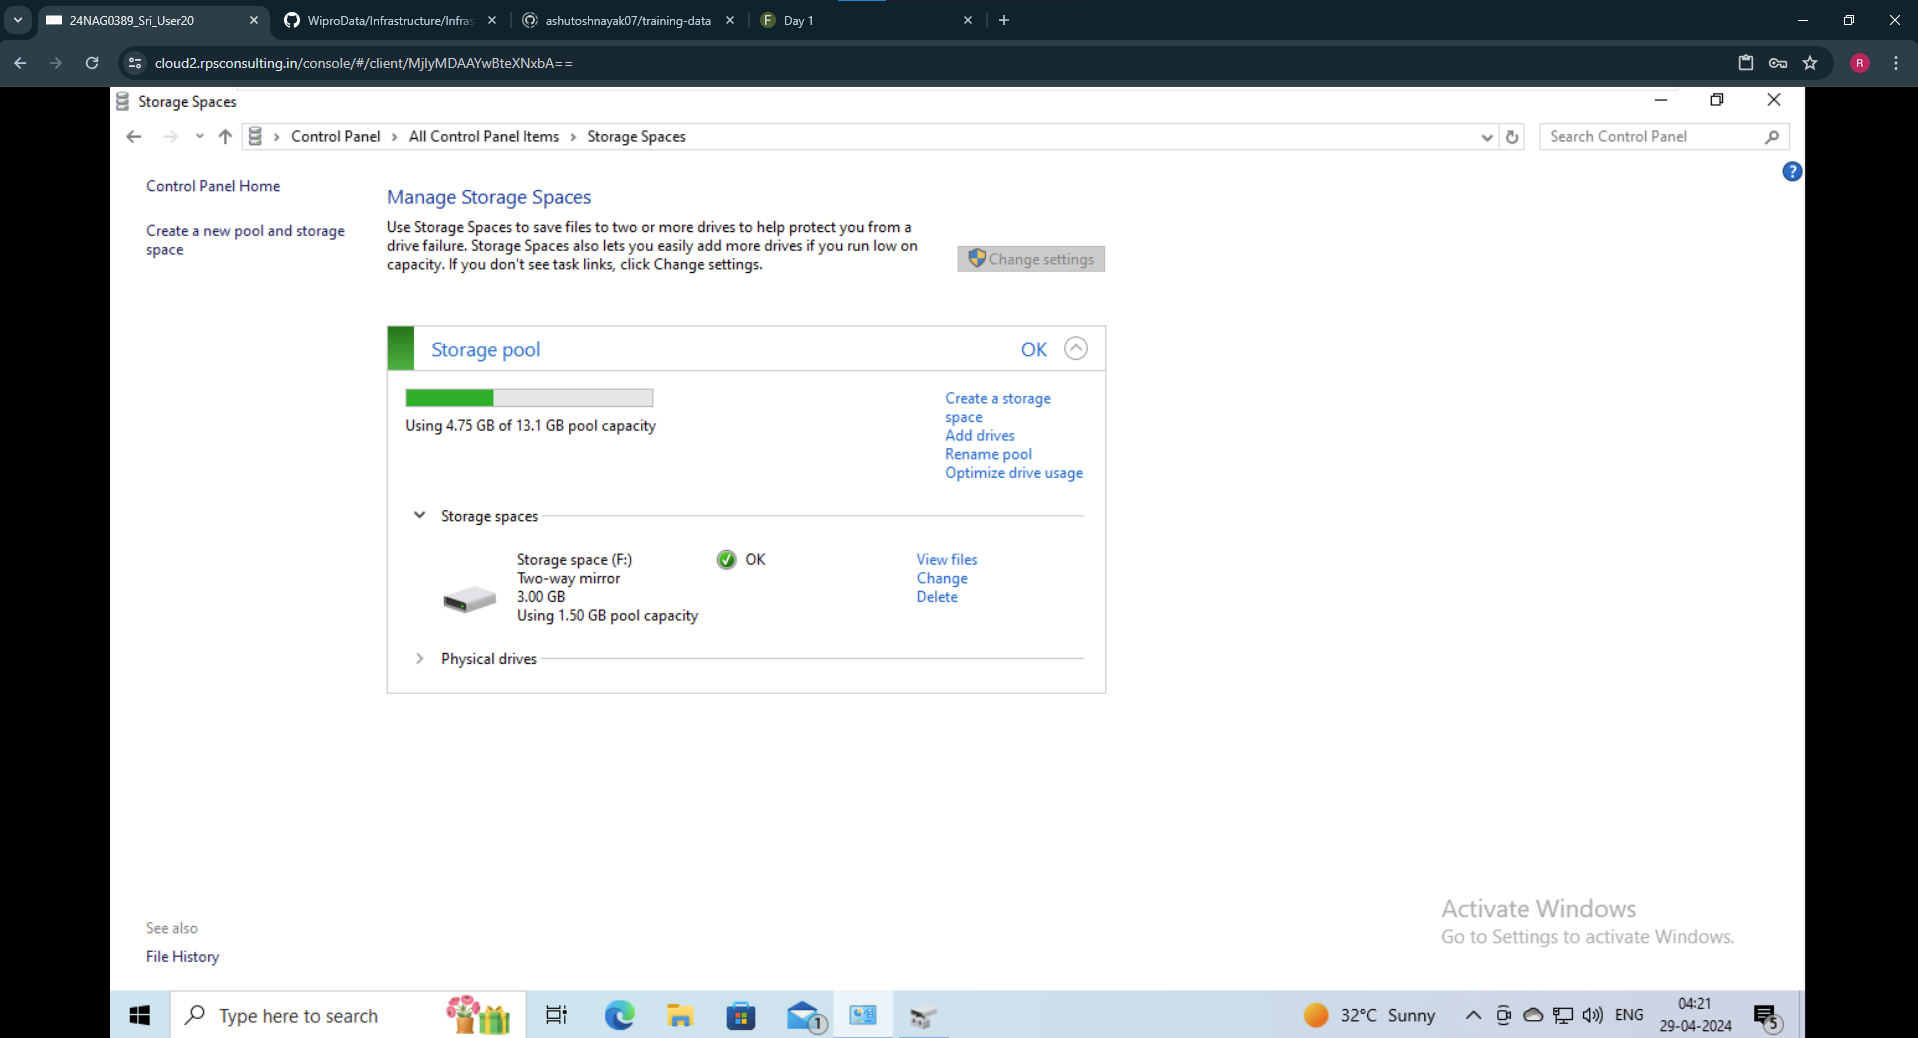 24NAG0389_Sri_User20
WiproData/Infrastructure/Infras
ashutoshnayak07/training-data
F Day 1
cloud2.rpsconsulting.in/console/#/client/MjIyMDAAYwBteXNxbA==
R
Storage Spaces
Control Panel > All Control Panel Items > Storage Spaces
Search Control Panel
Control Panel Home
Create a new pool and storage
space
Manage Storage Spaces
Use Storage Spaces to save files to two or more drives to help protect you from a
drive failure. Storage Spaces also lets you easily add more drives if you run low on
capacity. If you don't see task links, click Change settings.
Change settings
Storage pool
OK
Using 4.75 GB of 13.1 GB pool capacity
Create a storage
space
Add drives
Rename pool
Optimize drive usage
Storage spaces
Storage space (F:)
Two-way mirror
3.00 GB
Using 1.50 GB pool capacity
OK
View files
Change
Delete
Physical drives
See also
File History
Activate Windows
Go to Settings to activate Windows.
Type here to search
1
32°C Sunny
ENG
04:21
29-04-2024
5